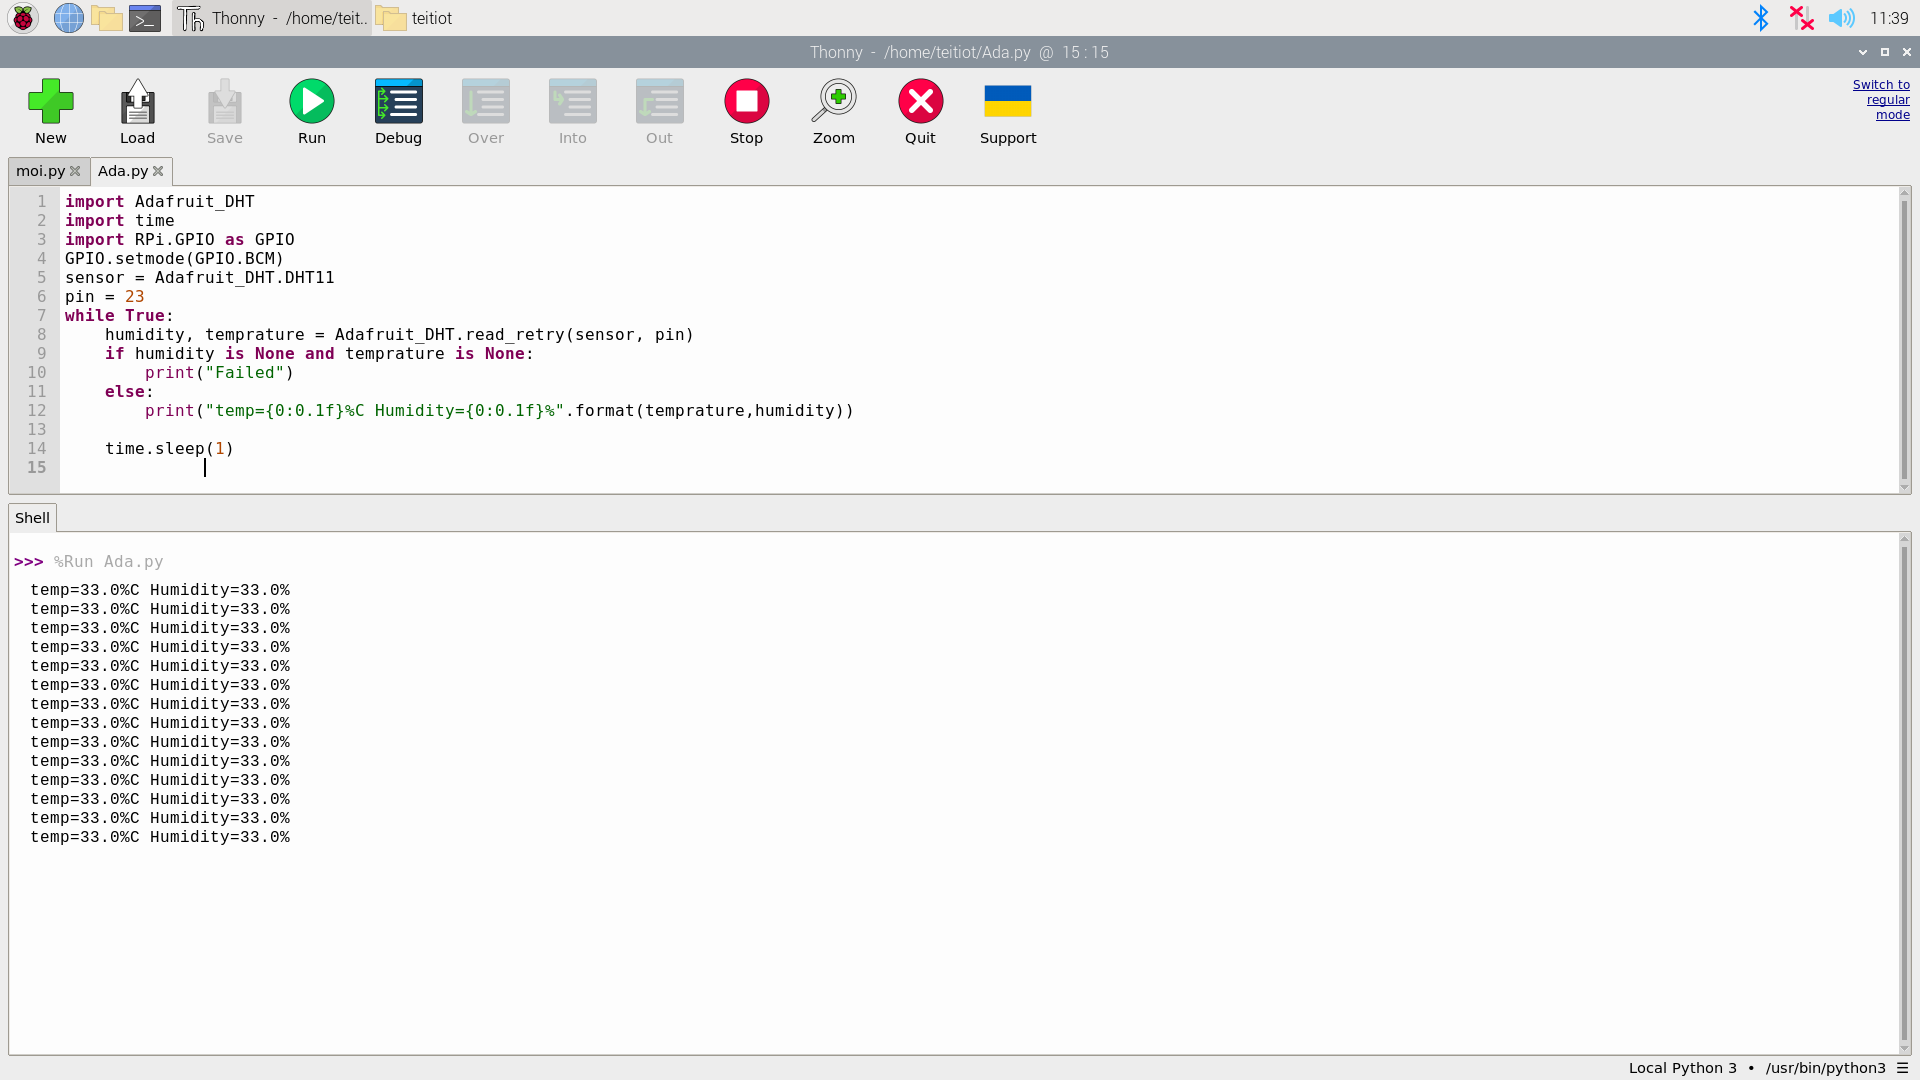 Thonny - /home/teit..
teitiot
11:39
Thonny - /home/teitiot/Ada.py @ 15 : 15
New
Load
Save
Run
Debug
Over
Into
Out
Stop
Zoom
Quit
Support
Switch to
regular
mode
moi.py
Ada.py
1 import Adafruit_DHT
2 import time
3 import RPi.GPIO as GPIO
4 GPIO.setmode(GPIO.BCM)
5 sensor = Adafruit_DHT.DHT11
6 pin = 23
7 while True:
8     humidity, temprature = Adafruit_DHT.read_retry(sensor, pin)
9     if humidity is None and temprature is None:
10         print("Failed")
11     else:
12         print("temp={0:0.1f}%C Humidity={0:0.1f}%".format(temprature,humidity))
13
14     time.sleep(1)
15
Shell
>>> %Run Ada.py
temp=33.0%C Humidity=33.0%
temp=33.0%C Humidity=33.0%
temp=33.0%C Humidity=33.0%
temp=33.0%C Humidity=33.0%
temp=33.0%C Humidity=33.0%
temp=33.0%C Humidity=33.0%
temp=33.0%C Humidity=33.0%
temp=33.0%C Humidity=33.0%
temp=33.0%C Humidity=33.0%
temp=33.0%C Humidity=33.0%
temp=33.0%C Humidity=33.0%
temp=33.0%C Humidity=33.0%
temp=33.0%C Humidity=33.0%
temp=33.0%C Humidity=33.0%
Local Python 3 • /usr/bin/python3 ☰